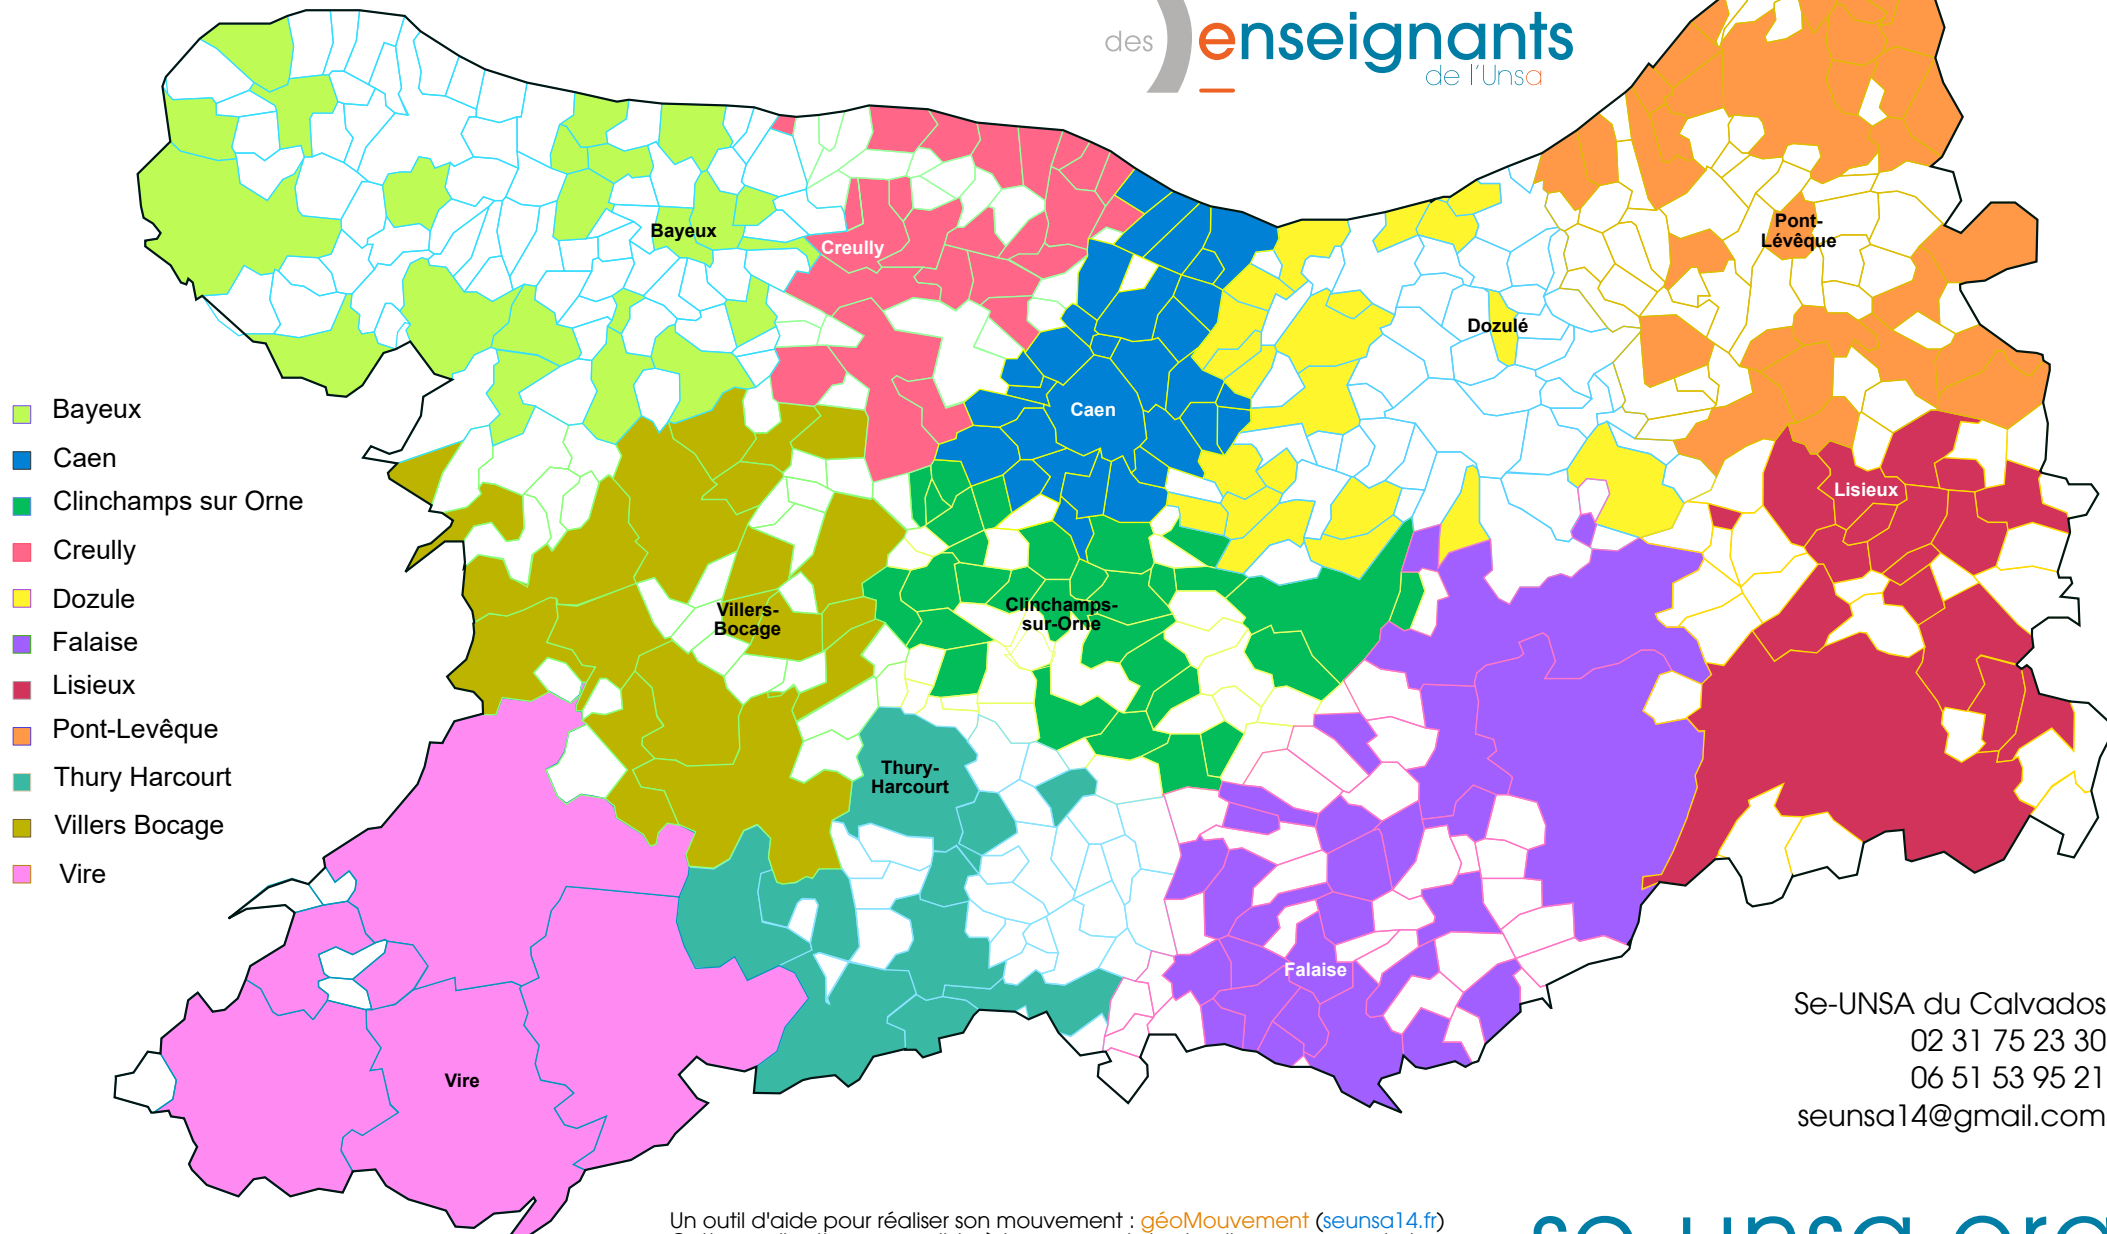 des enseignants
de l'Unsa
Bayeux
Creully
Pont-
Lévêque
Dozulé
Caen
Lisieux
Villers-
Bocage
Clinchamps-
sur-Orne
Thury-
Harcourt
Falaise
Vire
Bayeux
Caen
Clinchamps sur Orne
Creully
Dozule
Falaise
Lisieux
Pont-Levêque
Thury Harcourt
Villers Bocage
Vire
Se-UNSA du Calvados
02 31 75 23 30
06 51 53 95 21
seunsa14@gmail.com
Un outil d'aide pour réaliser son mouvement : géoMouvement (seunsa14.fr)
se-unsa.org